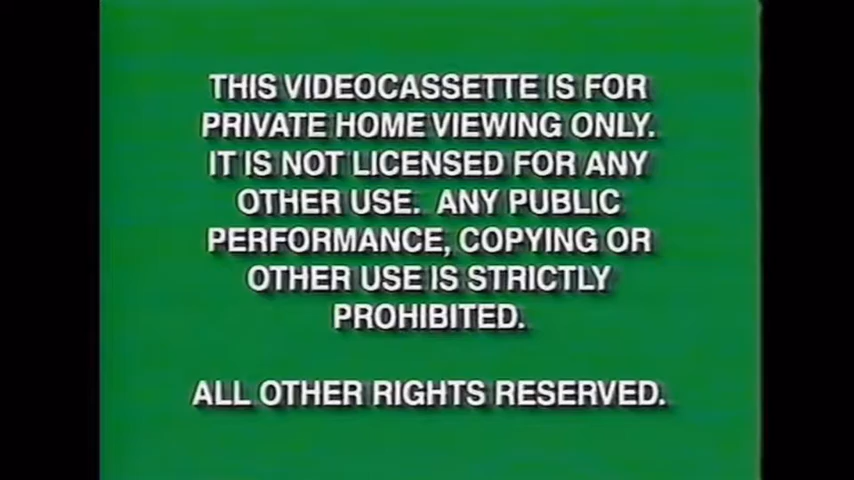 THIS VIDEOCASSETTE IS FOR
PRIVATE HOME VIEWING ONLY.
IT IS NOT LICENSED FOR ANY
OTHER USE.  ANY PUBLIC
PERFORMANCE, COPYING OR
OTHER USE IS STRICTLY
PROHIBITED.
ALL OTHER RIGHTS RESERVED.